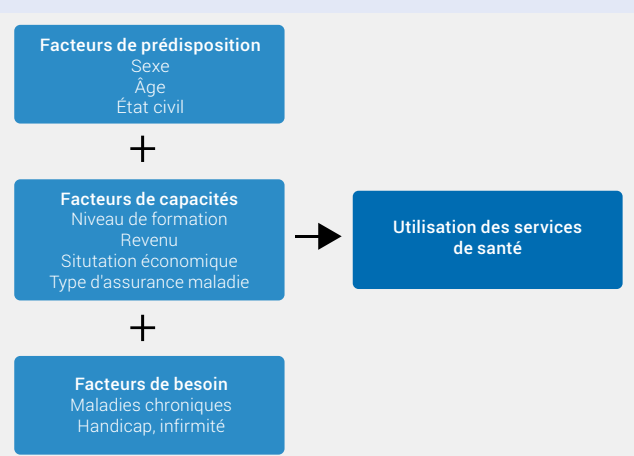 Facteurs de prédisposition
Sexe
Âge
État civil
+
Facteurs de capacités
Niveau de formation
Revenu
Situtation économique
Type d'assurance maladie
+
Facteurs de besoin
Maladies chroniques
Handicap, infirmité
Utilisation des services
de santé